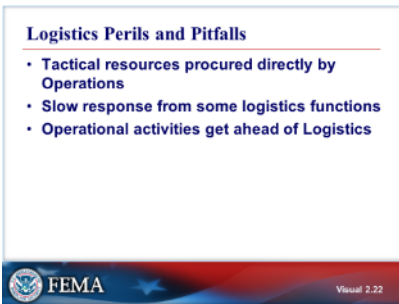 Logistics Perils and Pitfalls
• Tactical resources procured directly by
Operations
• Slow response from some logistics functions
• Operational activities get ahead of Logistics
FEMA
Visual 2.22